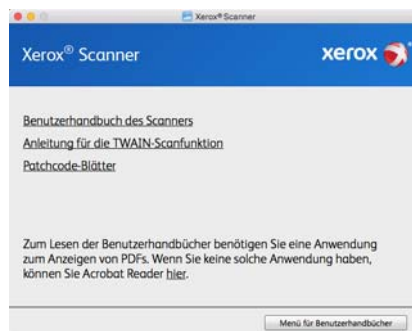 Xerox® Scanner
Xerox® Scanner
xerox
Benutzerhandbuch des Scanners
Anleitung für die TWAIN-Scanfunktion
Patchcode-Blätter
Zum Lesen der Benutzerhandbücher benötigen Sie eine Anwendung
zum Anzeigen von PDFs. Wenn Sie keine solche Anwendung haben,
können Sie Acrobat Reader hier.
Menü für Benutzerhandbücher